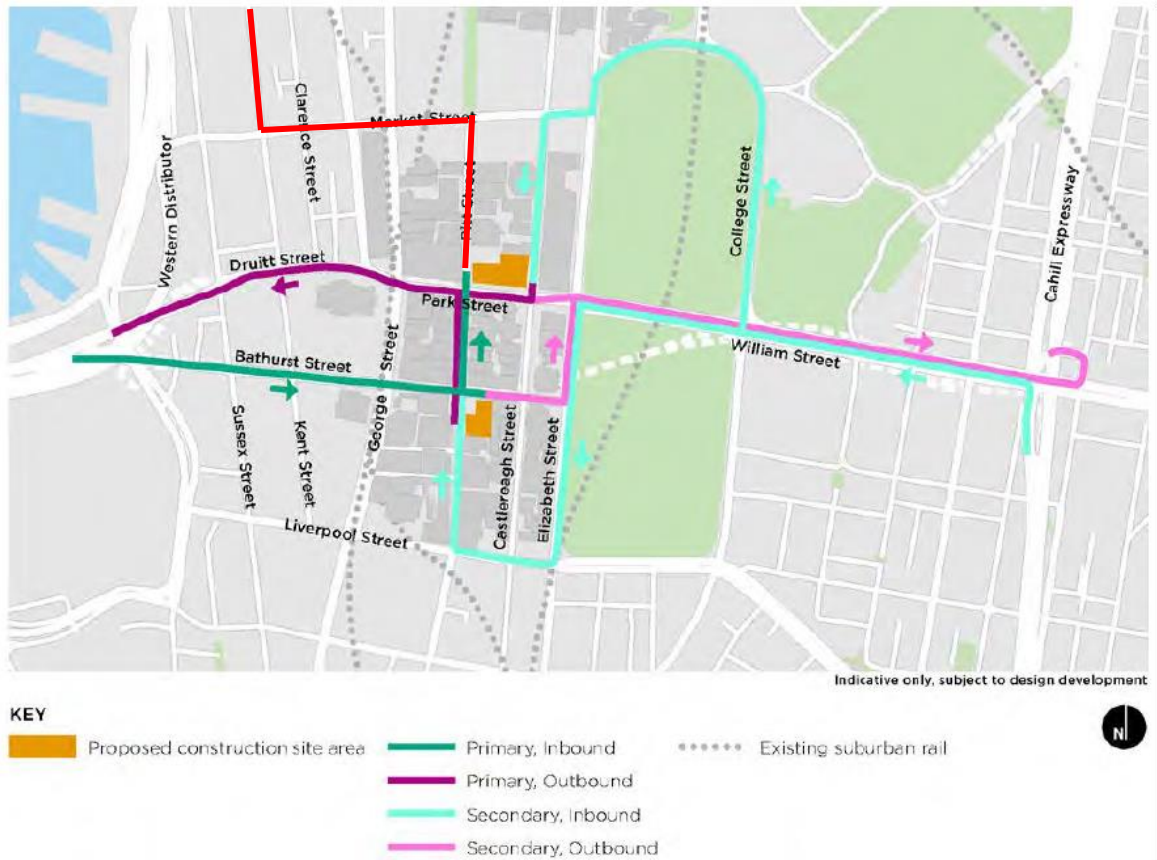 Clarence Street
Market Street
Western Distributor
Pitt Street
College Street
Cahill Expressway
Druitt Street
Park Street
Bathurst Street
George Street
William Street
Sussex Street
Kent Street
Castlereagh Street
Elizabeth Street
Liverpool Street
Indicative only, subject to design development
KEY
N
Proposed construction site area
Primary, Inbound
Existing suburban rail
Primary, Outbound
Secondary, Inbound
Secondary, Outbound